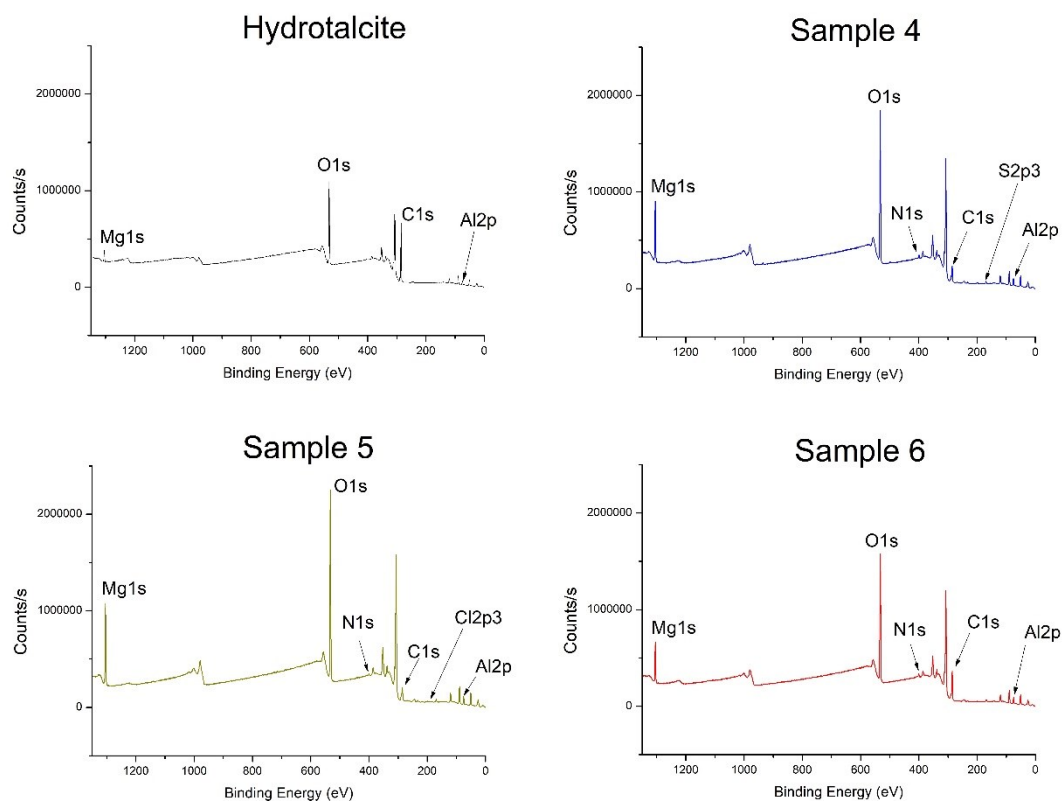 Hydrotalcite
2000000
1000000
0
Counts/s
Mg1s
O1s
C1s
Al2p
1200 1000 800 600 400 200 0
Binding Energy (eV)
Sample 4
2000000
1000000
0
Counts/s
Mg1s
O1s
N1s
C1s
S2p3
Al2p
1200 1000 800 600 400 200 0
Binding Energy (eV)
Sample 5
2000000
1000000
0
Counts/s
Mg1s
O1s
N1s
C1s
Cl2p3
Al2p
1200 1000 800 600 400 200 0
Binding Energy (eV)
Sample 6
2000000
1000000
0
Counts/s
Mg1s
O1s
N1s
C1s
Al2p
1200 1000 800 600 400 200 0
Binding Energy (eV)